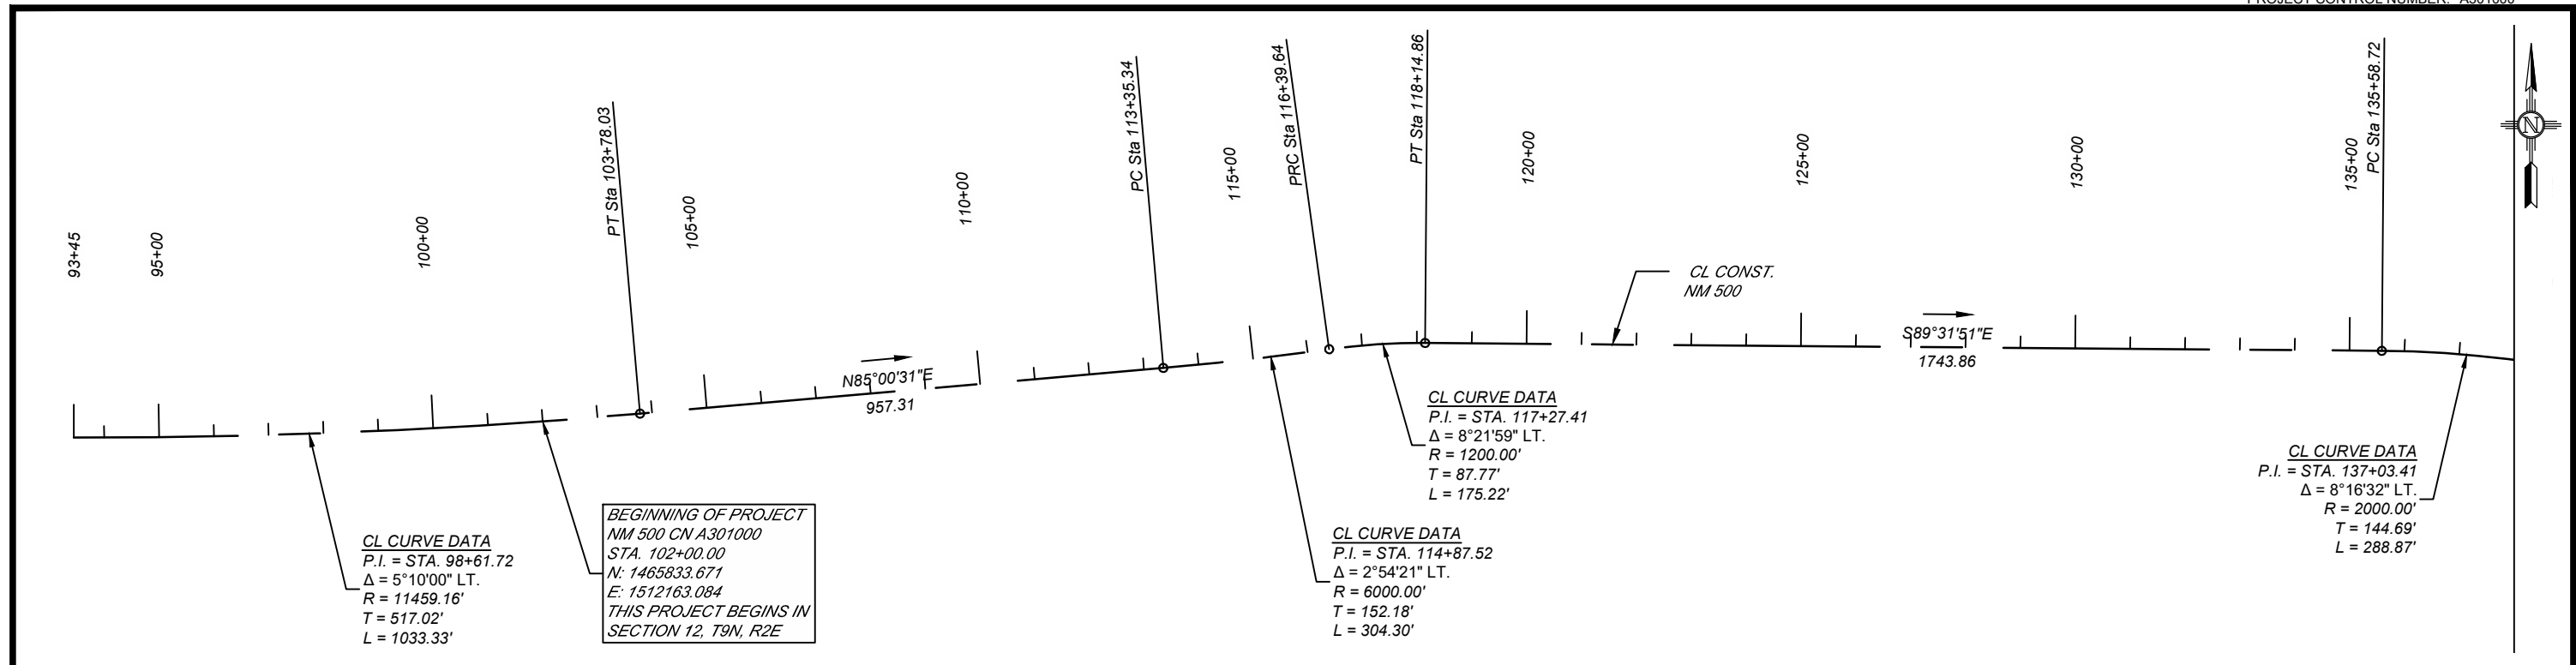 PROJECT CONTROL NUMBER: A301000
93+45
95+00
100+00
PT Sta 103+78.03
105+00
110+00
PC Sta 113+35.34
115+00
PRC Sta 116+39.64
PT Sta 118+14.86
120+00
125+00
130+00
135+00
PC Sta 135+58.72
N
CL CONST.
NM 500
N85°00'31"E
957.31
S89°31'51"E
1743.86
CL CURVE DATA
P.I. = STA. 98+61.72
Δ = 5°10'00" LT.
R = 11459.16'
T = 517.02'
L = 1033.33'
BEGINNING OF PROJECT
NM 500 CN A301000
STA. 102+00.00
N: 1465833.671
E: 1512163.084
THIS PROJECT BEGINS IN
SECTION 12, T9N, R2E
CL CURVE DATA
P.I. = STA. 114+87.52
Δ = 2°54'21" LT.
R = 6000.00'
T = 152.18'
L = 304.30'
CL CURVE DATA
P.I. = STA. 117+27.41
Δ = 8°21'59" LT.
R = 1200.00'
T = 87.77'
L = 175.22'
CL CURVE DATA
P.I. = STA. 137+03.41
Δ = 8°16'32" LT.
R = 2000.00'
T = 144.69'
L = 288.87'